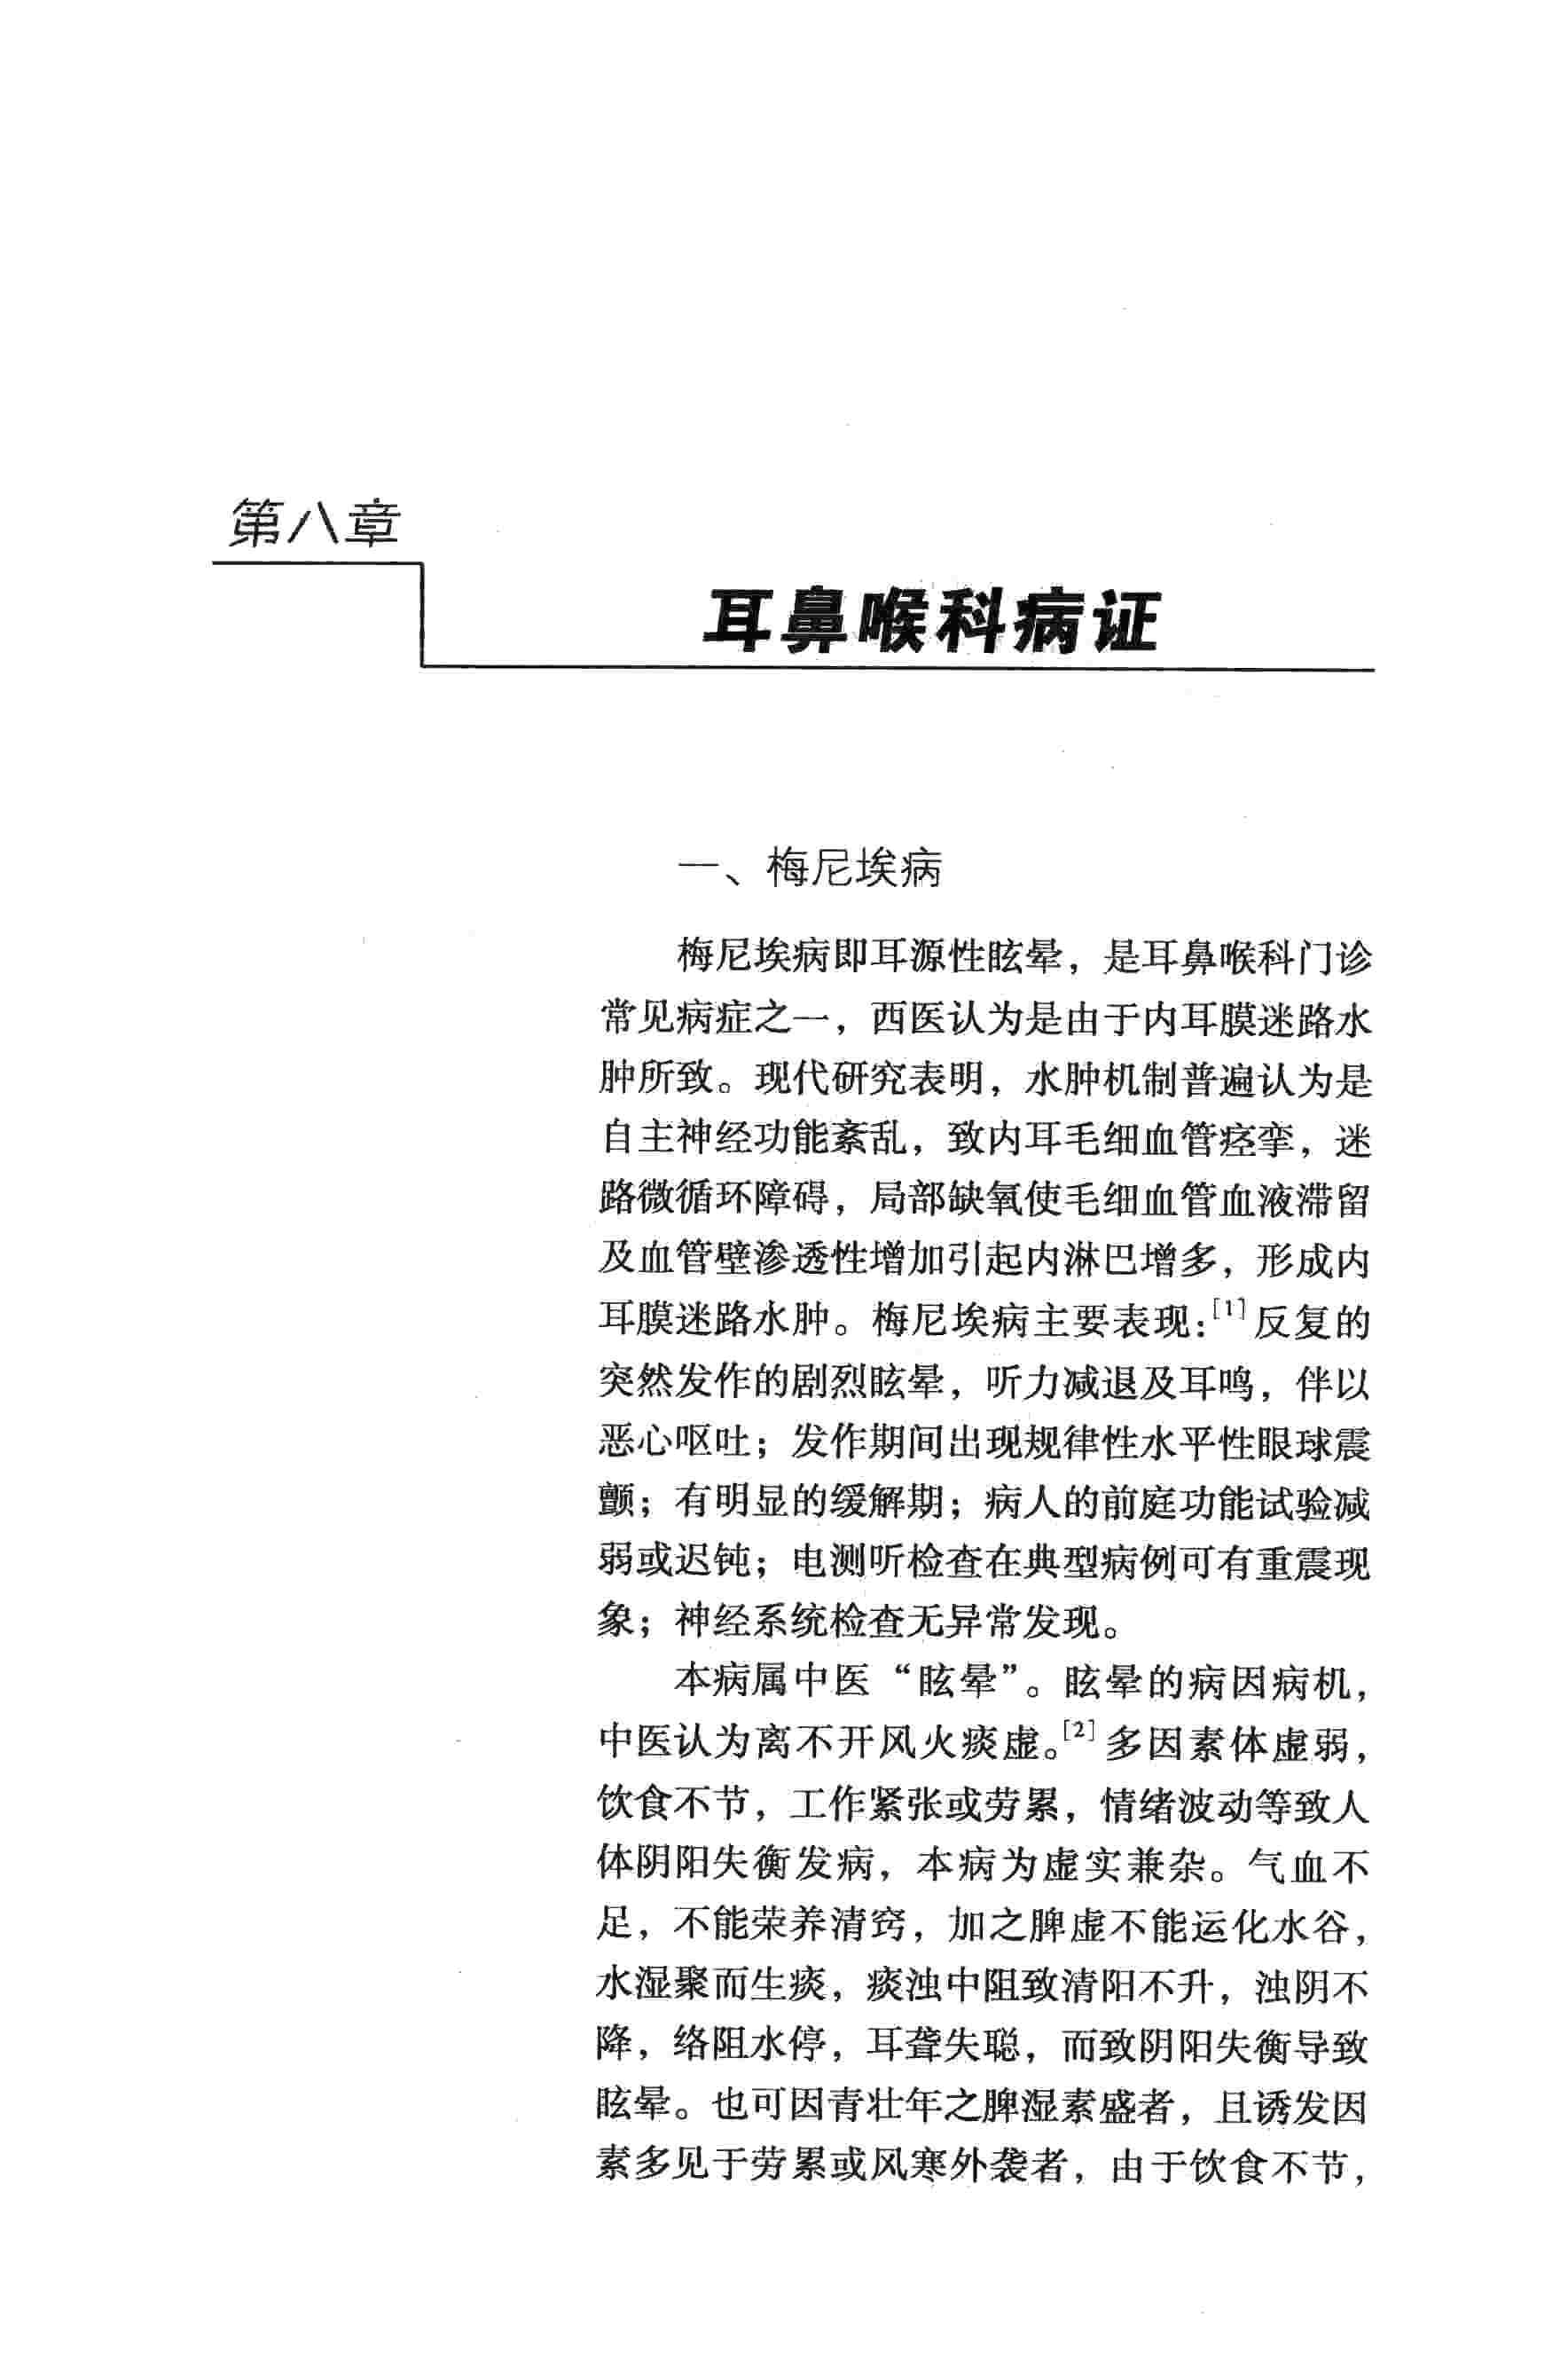 第八章
耳鼻喉科病证
一、梅尼埃病
梅尼埃病即耳源性眩晕，是耳鼻喉科门诊
常见病症之一，西医认为是由于内耳膜迷路水
肿所致。现代研究表明，水肿机制普遍认为是
自主神经功能紊乱，致内耳毛细血管痉挛，迷
路微循环障碍，局部缺氧使毛细血管血液滞留
及血管壁渗透性增加引起内淋巴增多，形成内
耳膜迷路水肿。梅尼埃病主要表现：[1]反复的
突然发作的剧烈眩晕，听力减退及耳鸣，伴以
恶心呕吐；发作期间出现规律性水平性眼球震
颤；有明显的缓解期；病人的前庭功能试验减
弱或迟钝；电测听检查在典型病例可有重震现
象；神经系统检查无异常发现。
本病属中医“眩晕”。眩晕的病因病机，
中医认为离不开风火痰虚。[2]多因素体虚弱，
饮食不节，工作紧张或劳累，情绪波动等致人
体阴阳失衡发病，本病为虚实兼杂。气血不
足，不能荣养清窍，加之脾虚不能运化水谷，
水湿聚而生痰，痰浊中阻致清阳不升，浊阴不
降，络阻水停，耳聋失聪，而致阴阳失衡导致
眩晕。也可因青壮年之脾湿素盛者，且诱发因
素多见于劳累或风寒外袭者，由于饮食不节，